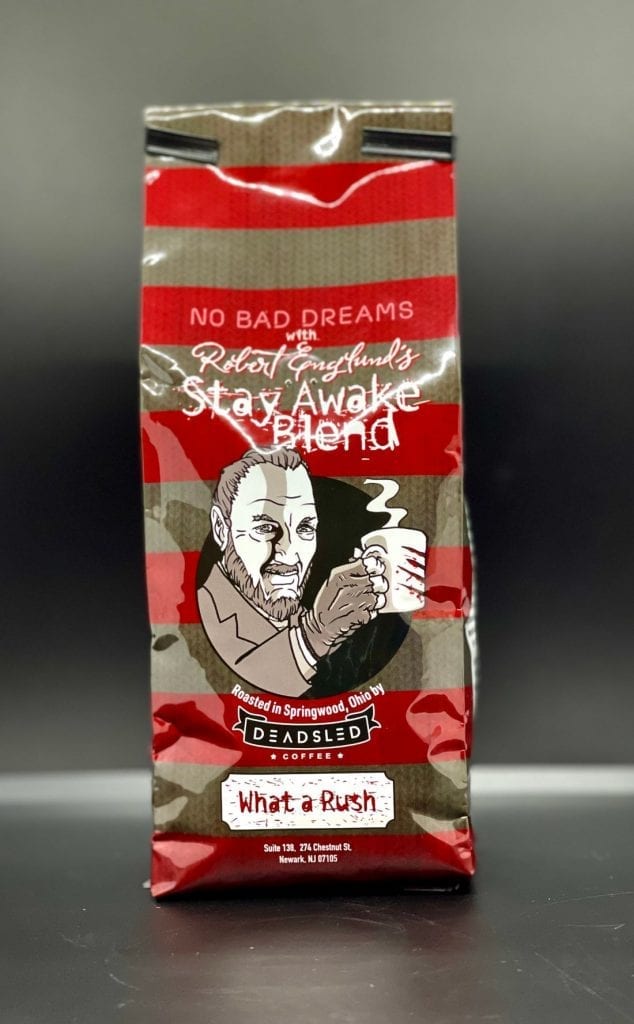 NO BAD DREAMS
with
Robert Englund's
Stay Awake
Blend
Roasted in Springwood, Ohio by
DEADSLED
★ COFFEE ★
What a Rush
Suite 138, 274 Chestnut St,
Newark, NJ 07105